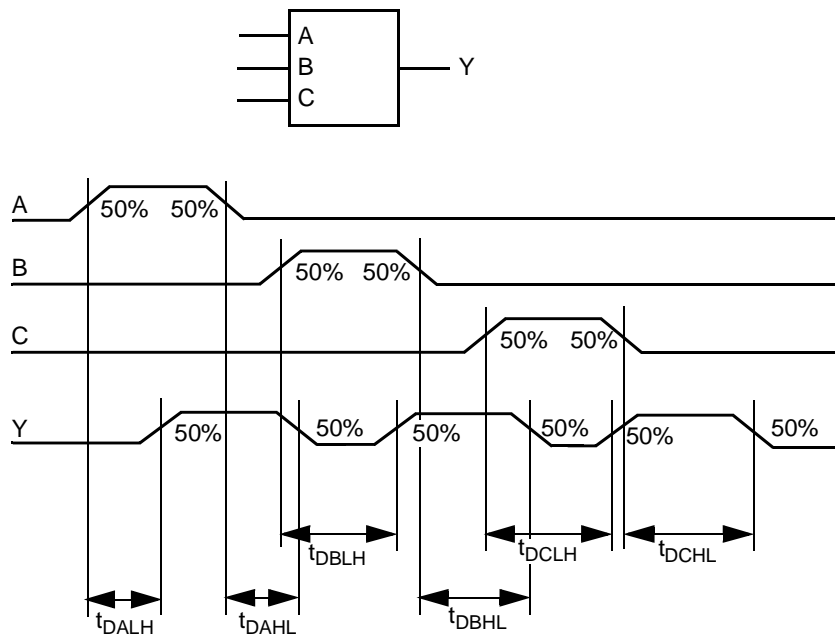 A
B Y
C
A 50% 50%
B 50% 50%
C 50% 50%
Y 50% 50% 50% 50% 50% 50%
tDBLH tDCLH tDCHL
tDALH tDAHL tDBHL